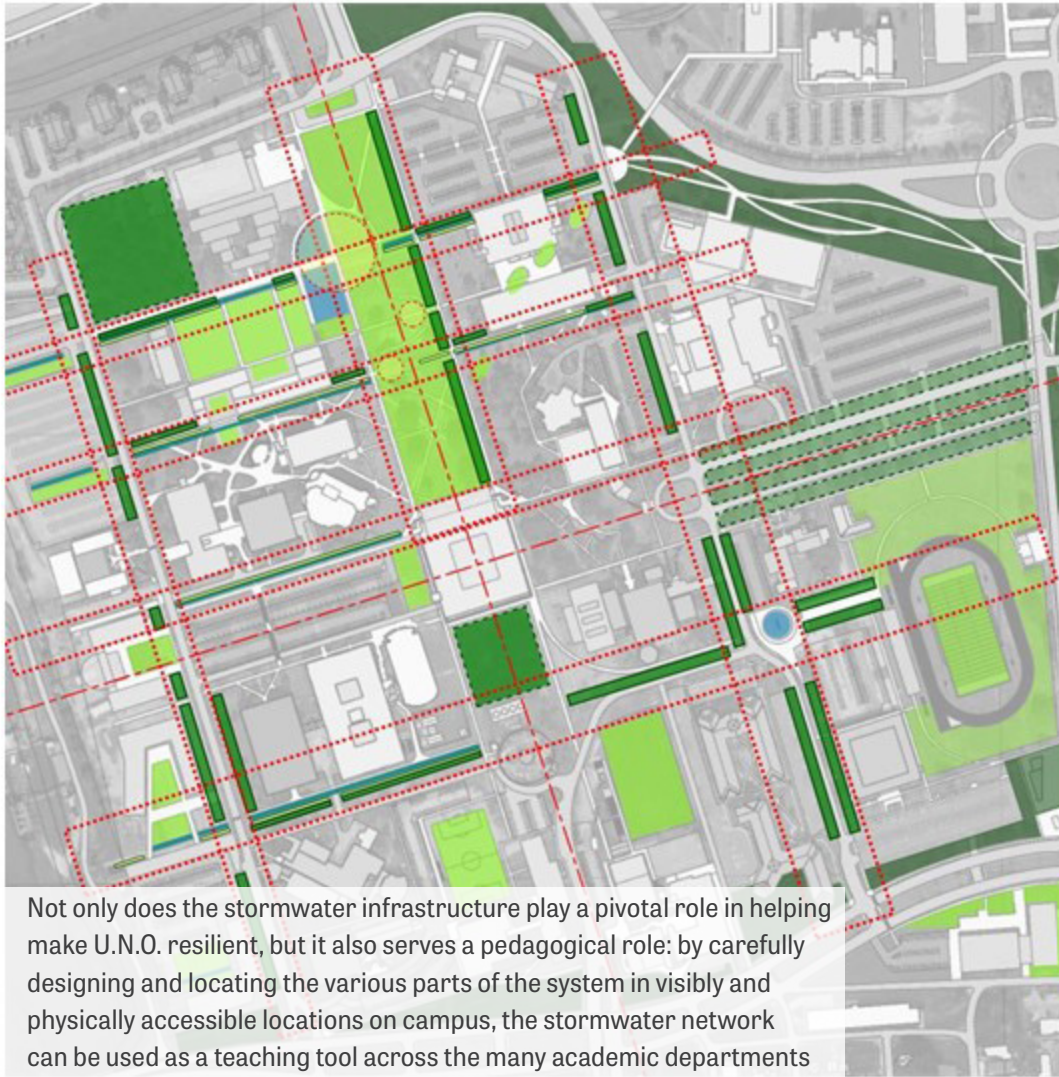 Not only does the stormwater infrastructure play a pivotal role in helping
make U.N.O. resilient, but it also serves a pedagogical role: by carefully
designing and locating the various parts of the system in visibly and
physically accessible locations on campus, the stormwater network
can be used as a teaching tool across the many academic departments